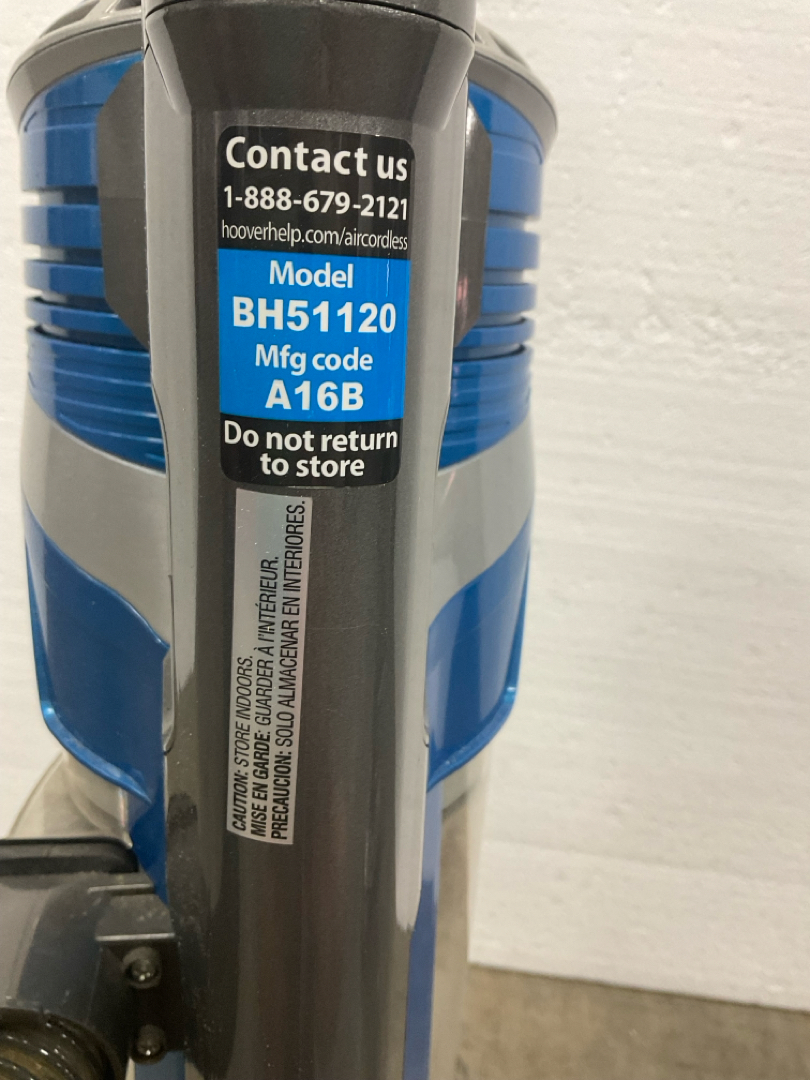 Contact us
1-888-679-2121
hooverhelp.com/aircordless
Model
BH51120
Mfg code
A16B
Do not return
to store
CAUTION: STORE INDOORS.
MISE EN GARDE: GUARDER À l'INTÉRIEUR.
PRECAUCION: SOLO ALMACENAR EN INTERIORES.